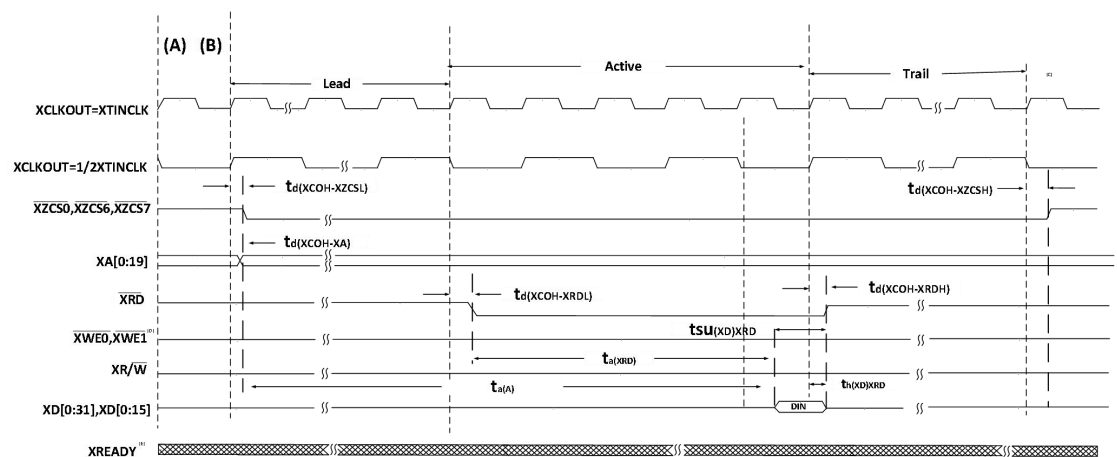 (A) (B)
Lead
Active
Trail
XCLKOUT=XTINCLK
XCLKOUT=1/2XTINCLK
td(XCOH-XZCSL)
td(XCOH-XZCSH)
XZCS0,XZCS6,XZCS7
td(XCOH-XA)
XA[0:19]
td(XCOH-XRDL)
td(XCOH-XRDH)
XRD
tsu(XD)XRD
XWE0,XWE1
ta(XRD)
XR/W
ta(A)
th(XD)XRD
XD[0:31],XD[0:15]
DIN
XREADY